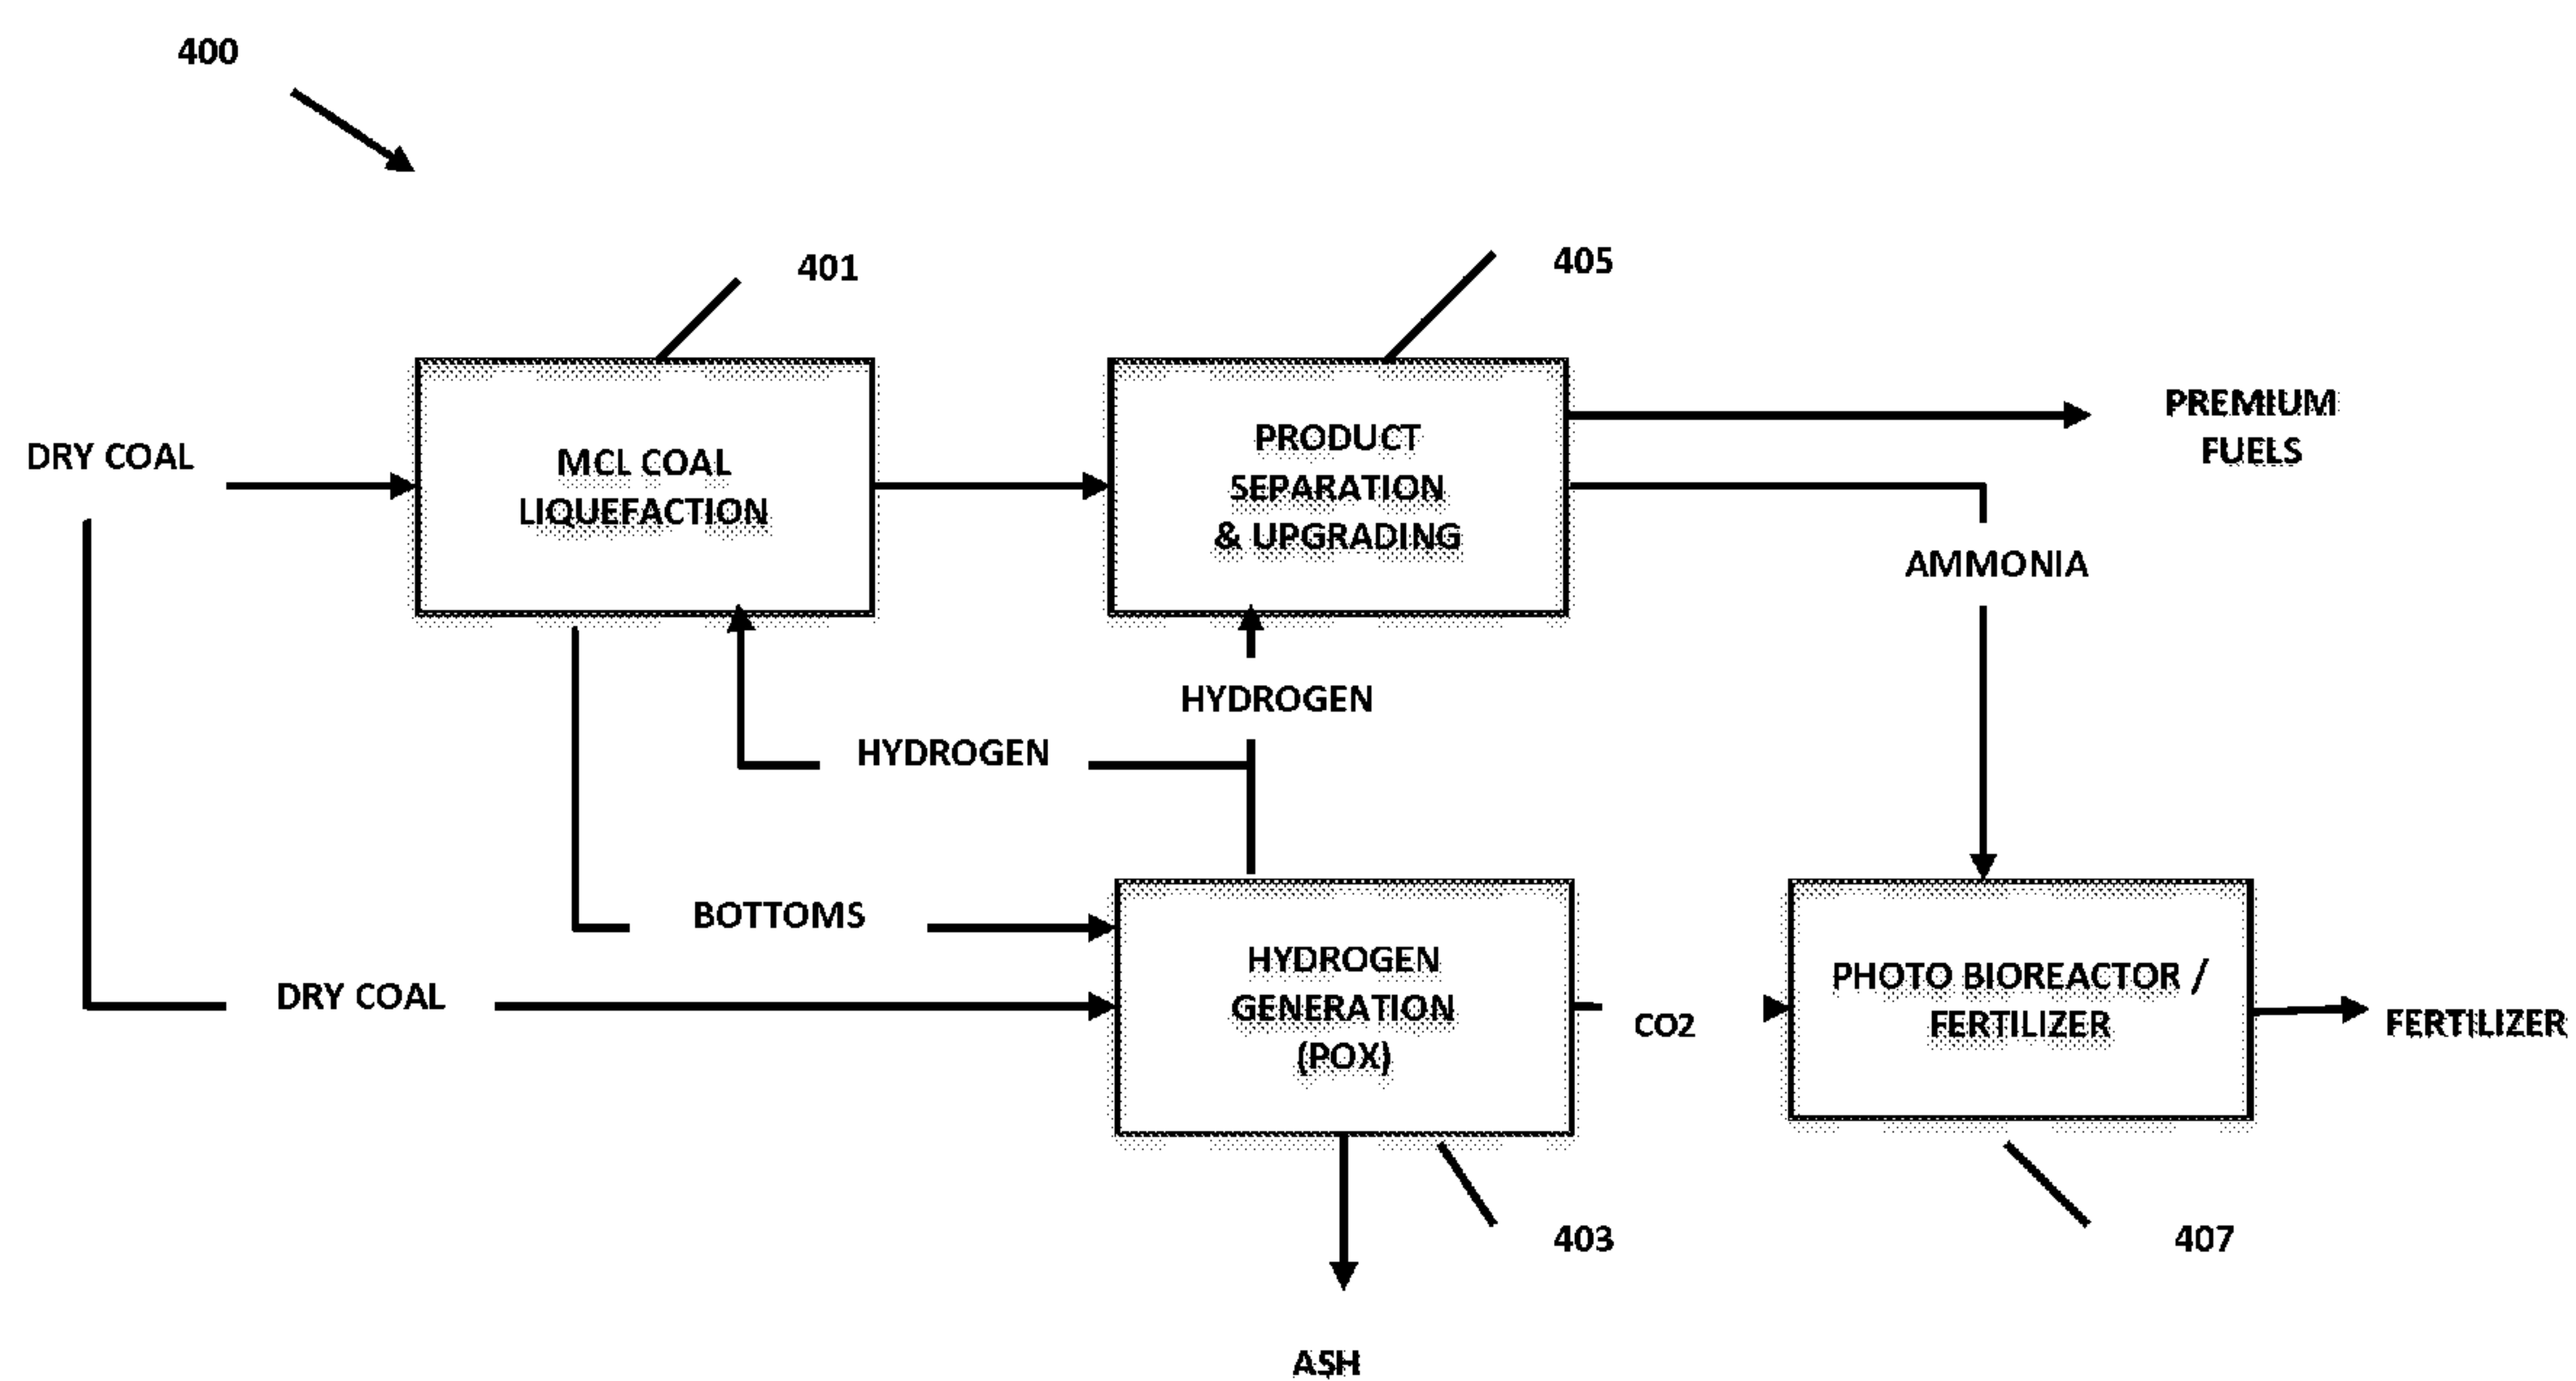 400
401
405
DRY COAL
MCL COAL
LIQUEFACTION
PRODUCT
SEPARATION
& UPGRADING
PREMIUM
FUELS
AMMONIA
HYDROGEN
HYDROGEN
BOTTOMS
DRY COAL
HYDROGEN
GENERATION
(POX)
CO2
PHOTO BIOREACTOR /
FERTILIZER
FERTILIZER
403
407
ASH